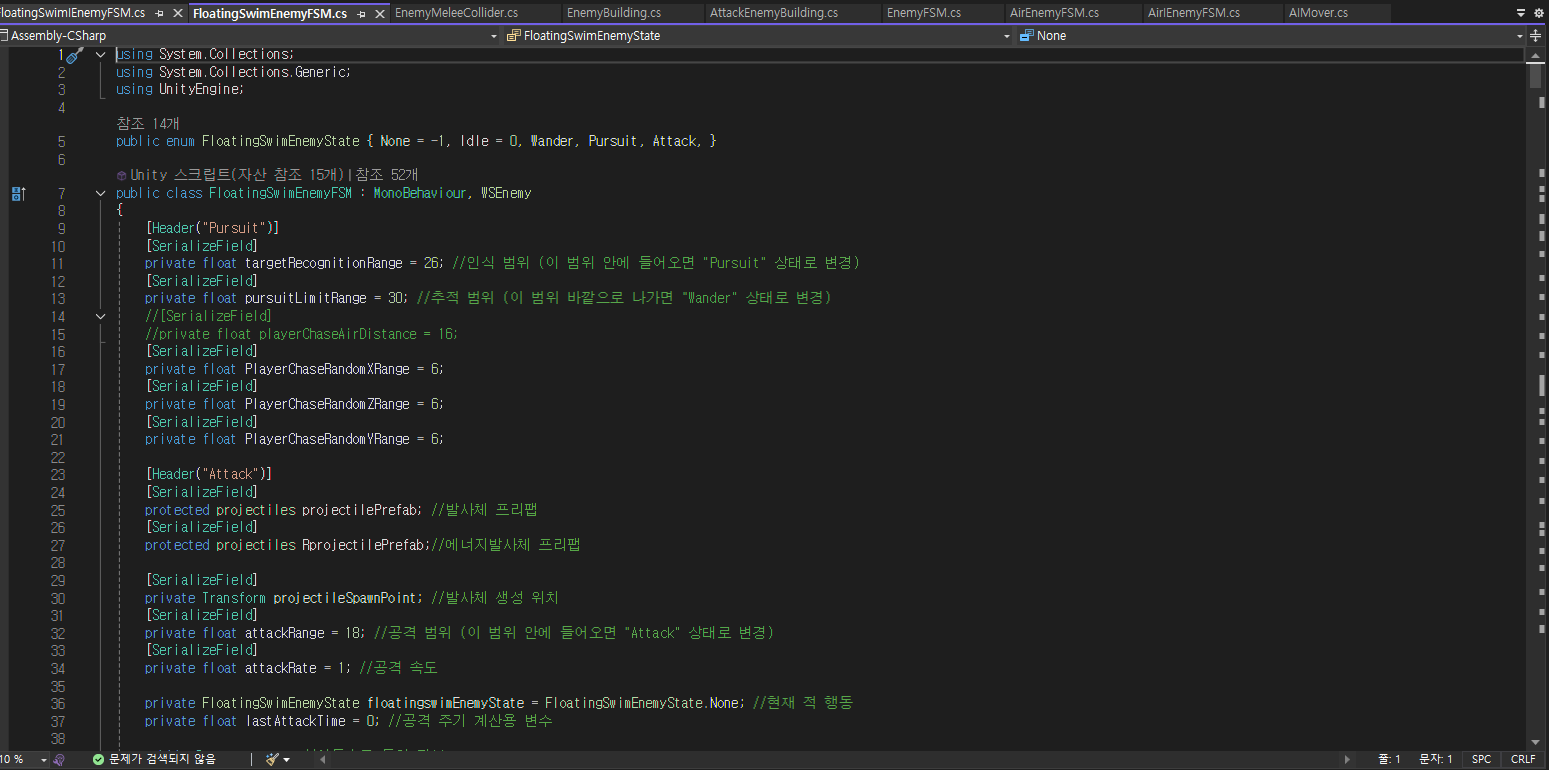 FloatingSwimIEnemyFSM.cs
FloatingSwimEnemyFSM.cs
EnemyMeleeCollider.cs
EnemyBuilding.cs
AttackEnemyBuilding.cs
EnemyFSM.cs
AirEnemyFSM.cs
AirIEnemyFSM.cs
AIMover.cs
Assembly-CSharp
FloatingSwimEnemyState
None
1 using System.Collections;
2 using System.Collections.Generic;
3 using UnityEngine;
4
참조 14개
5 public enum FloatingSwimEnemyState { None = -1, Idle = 0, Wander, Pursuit, Attack, }
6
Unity 스크립트(자산 참조 15개)|참조 52개
7 public class FloatingSwimEnemyFSM : MonoBehaviour, WSEnemy
8 {
9 [Header("Pursuit")]
10 [SerializeField]
11 private float targetRecognitionRange = 26; //인식 범위 (이 범위 안에 들어오면 "Pursuit" 상태로 변경)
12 [SerializeField]
13 private float pursuitLimitRange = 30; //추적 범위 (이 범위 바깥으로 나가면 "Wander" 상태로 변경)
14 //[SerializeField]
15 //private float playerChaseAirDistance = 16;
16 [SerializeField]
17 private float PlayerChaseRandomXRange = 6;
18 [SerializeField]
19 private float PlayerChaseRandomZRange = 6;
20 [SerializeField]
21 private float PlayerChaseRandomYRange = 6;
22
23 [Header("Attack")]
24 [SerializeField]
25 protected projectiles projectilePrefab; //발사체 프리팹
26 [SerializeField]
27 protected projectiles RprojectilePrefab;//에너지발사체 프리팹
28
29 [SerializeField]
30 private Transform projectileSpawnPoint; //발사체 생성 위치
31 [SerializeField]
32 private float attackRange = 18; //공격 범위 (이 범위 안에 들어오면 "Attack" 상태로 변경)
33 [SerializeField]
34 private float attackRate = 1; //공격 속도
35
36 private FloatingSwimEnemyState floatingswimEnemyState = FloatingSwimEnemyState.None; //현재 적 행동
37 private float lastAttackTime = 0; //공격 주기 계산용 변수
38
10 %
문제가 검색되지 않음
줄: 1
문자: 1
SPC
CRLF